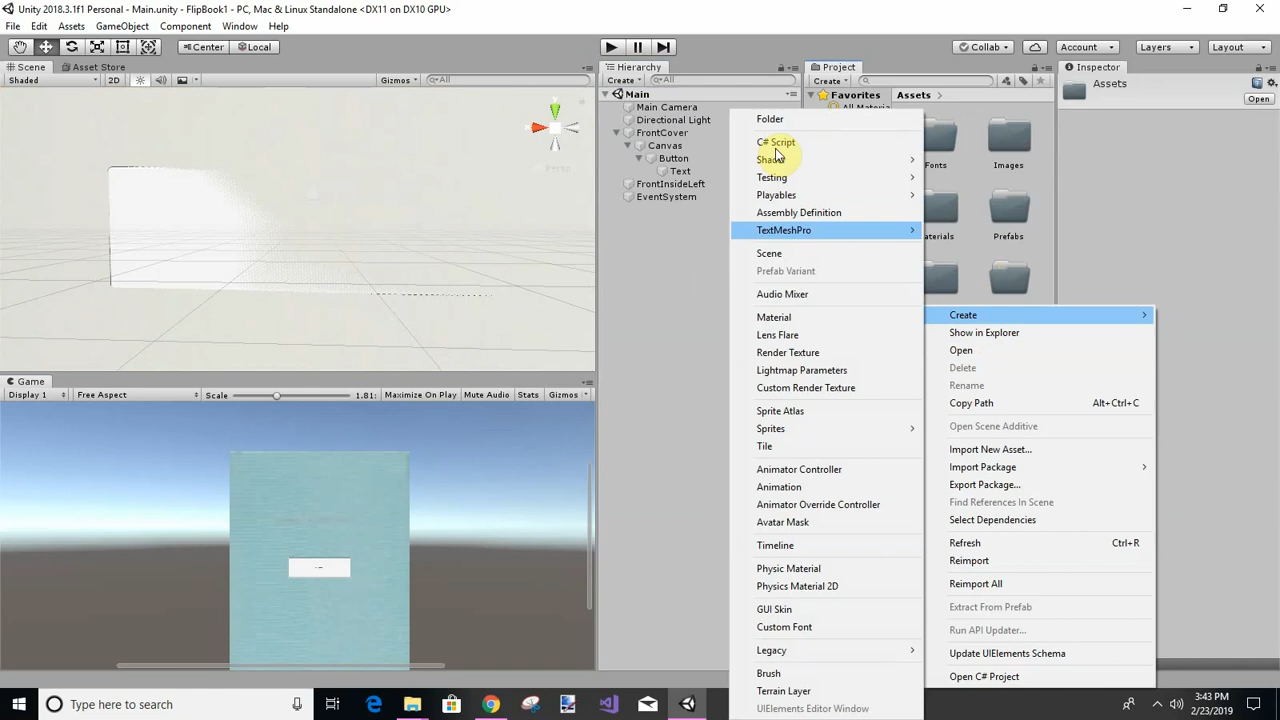 Unity 2018.3.1f1 Personal - Main.unity - FlipBook1 - PC, Mac & Linux Standalone <DX11 on DX10 GPU>
File Edit Assets GameObject Component Window Help
Center Local Collab Account Layers Layout
Scene Asset Store Hierarchy Project Inspector
Shaded 2D Gizmos All Create All Create
Main
Main Camera
Directional Light
FrontCover
Canvas
Button
Text
FrontInsideLeft
EventSystem
Favorites
All Materia
Assets
Assets
Open
Fonts Images
Prefabs
Folder
C# Script
Shader
Testing
Playables
Assembly Definition
TextMeshPro
Scene
Prefab Variant
Audio Mixer
Material
Lens Flare
Render Texture
Lightmap Parameters
Custom Render Texture
Sprite Atlas
Sprites
Tile
Animator Controller
Animation
Animator Override Controller
Avatar Mask
Timeline
Physic Material
Physics Material 2D
GUI Skin
Custom Font
Legacy
Brush
Terrain Layer
UIElements Editor Window
Create
Show in Explorer
Open
Delete
Rename
Copy Path Alt+Ctrl+C
Open Scene Additive
Import New Asset...
Import Package
Export Package...
Find References In Scene
Select Dependencies
Refresh Ctrl+R
Reimport
Reimport All
Extract From Prefab
Run API Updater...
Update UIElements Schema
Open C# Project
Game
Display 1 Free Aspect Scale 1.81: Maximize On Play Mute Audio Stats Gizmos
Type here to search
3:43 PM
2/23/2019